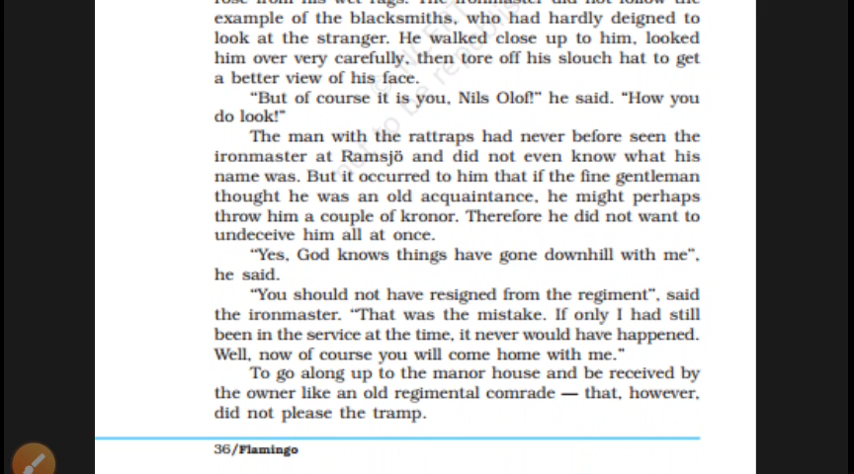 rose from his wet rags. The ironmaster did not follow the
example of the blacksmiths, who had hardly deigned to
look at the stranger. He walked close up to him, looked
him over very carefully, then tore off his slouch hat to get
a better view of his face.
“But of course it is you, Nils Olof!” he said. “How you
do look!”
The man with the rattraps had never before seen the
ironmaster at Ramsjö and did not even know what his
name was. But it occurred to him that if the fine gentleman
thought he was an old acquaintance, he might perhaps
throw him a couple of kronor. Therefore he did not want to
undeceive him all at once.
“Yes, God knows things have gone downhill with me”,
he said.
“You should not have resigned from the regiment”, said
the ironmaster. “That was the mistake. If only I had still
been in the service at the time, it never would have happened.
Well, now of course you will come home with me.”
To go along up to the manor house and be received by
the owner like an old regimental comrade — that, however,
did not please the tramp.
36/Flamingo